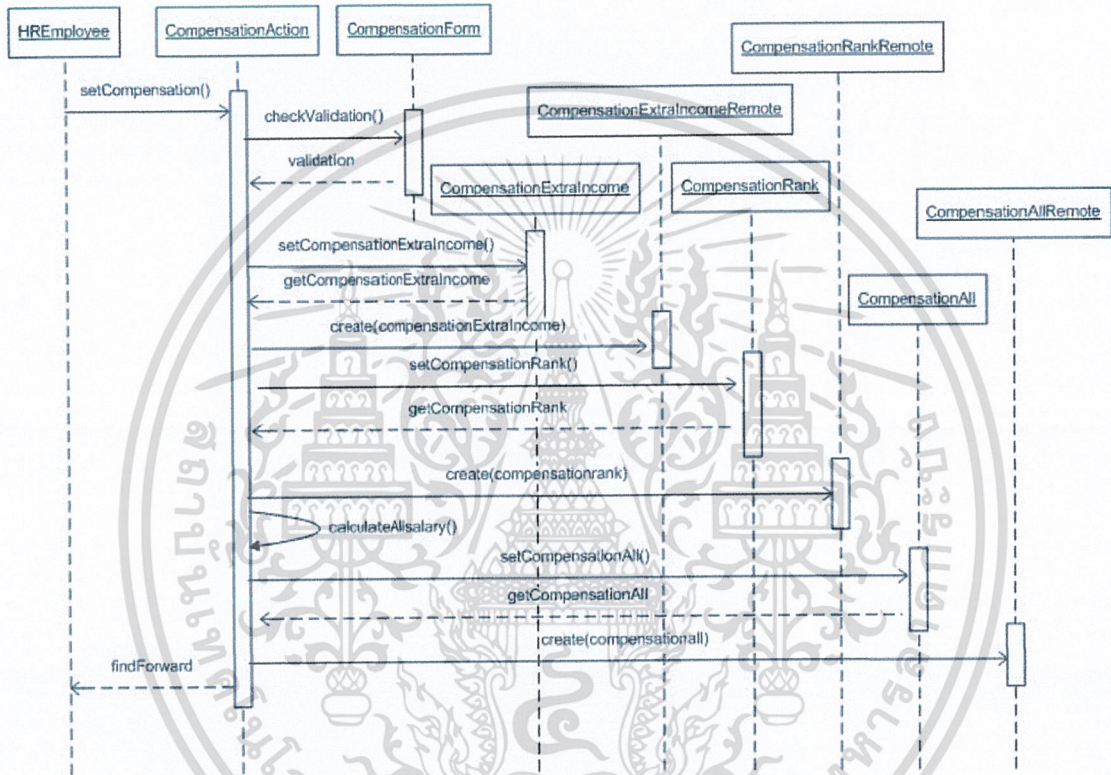 HREmployee
CompensationAction
CompensationForm
CompensationRankRemote
setCompensation()
checkValidation()
CompensationExtraIncomeRemote
validation
CompensationExtraIncome
CompensationRank
CompensationAllRemote
setCompensationExtraIncome()
getCompensationExtraIncome
CompensationAll
create(compensationExtraIncome)
setCompensationRank()
getCompensationRank
create(compensationrank)
calculateAllsalary()
setCompensationAll()
getCompensationAll
create(compensationall)
findForward